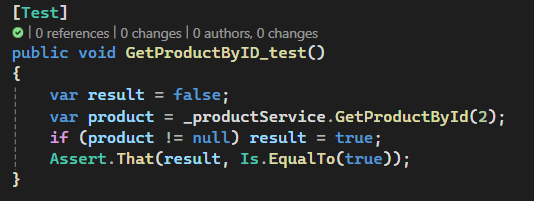 [Test]
| 0 references | 0 changes | 0 authors, 0 changes
public void GetProductByID_test()
{
    var result = false;
    var product = _productService.GetProductById(2);
    if (product != null) result = true;
    Assert.That(result, Is.EqualTo(true));
}